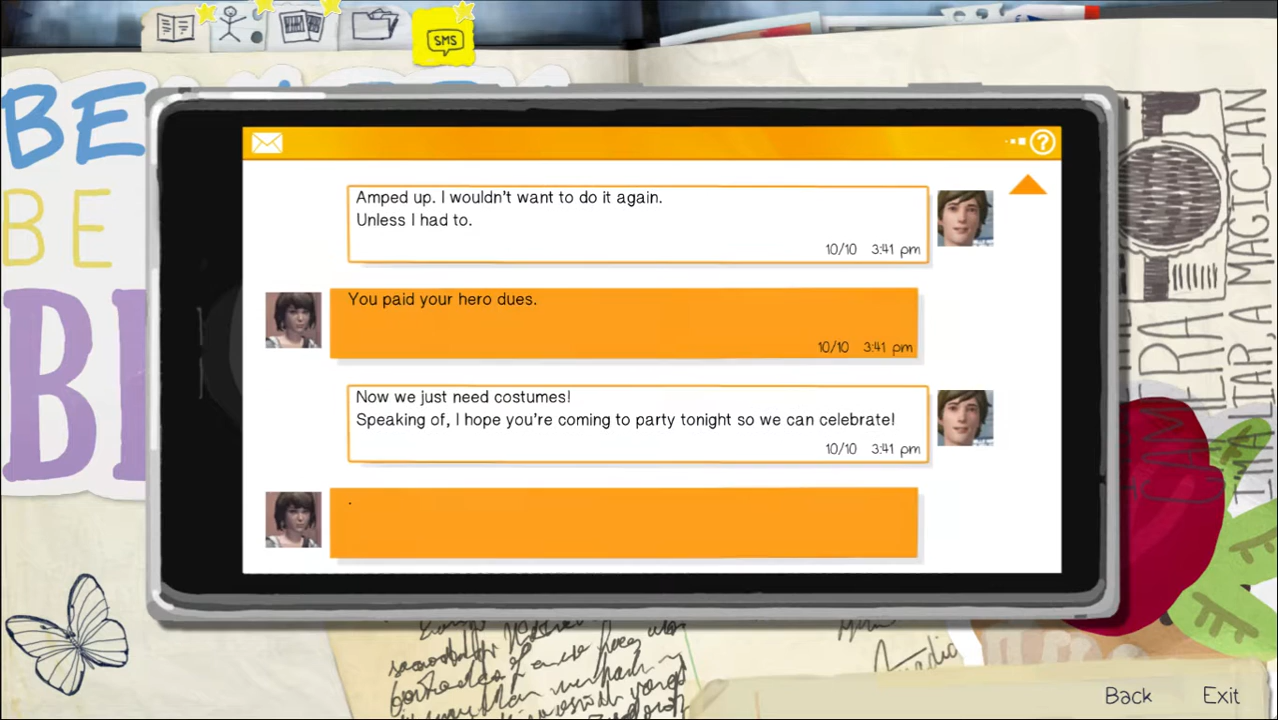 SMS
BE
BE
Amped up. I wouldn't want to do it again.
Unless I had to.
10/10 3:41 pm
You paid your hero dues.
10/10 3:41 pm
Now we just need costumes!
Speaking of, I hope you're coming to party tonight so we can celebrate!
10/10 3:41 pm
.
CAMERA
LIAR, A MAGICIAN
Back Exit